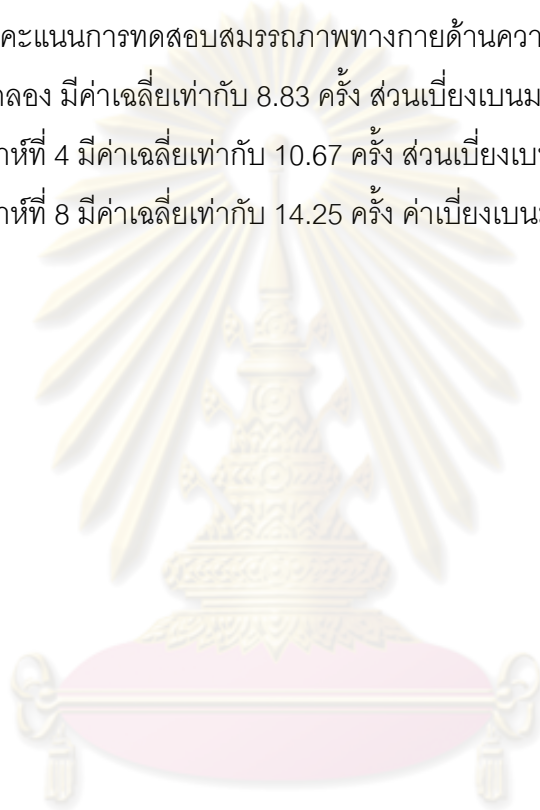 คะแนนการทดสอบสมรรถภาพทางกายด้านควา
ลอง มีค่าเฉลี่ยเท่ากับ 8.83 ครั้ง ส่วนเบี่ยงเบนม
าห์ที่ 4 มีค่าเฉลี่ยเท่ากับ 10.67 ครั้ง ส่วนเบี่ยงเบ
าห์ที่ 8 มีค่าเฉลี่ยเท่ากับ 14.25 ครั้ง ค่าเบี่ยงเบน